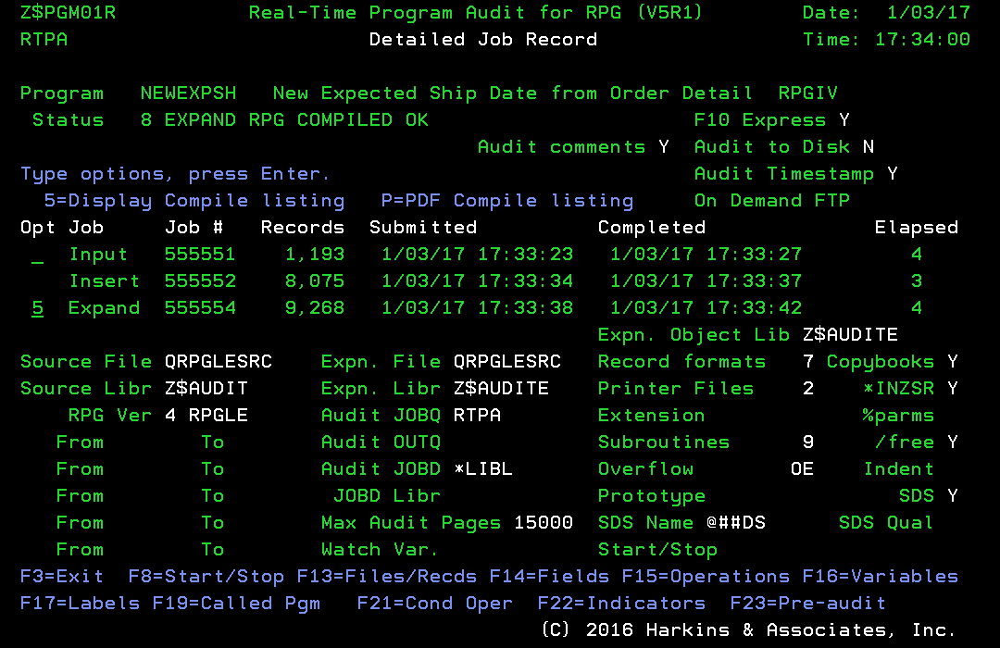 Z$PGM01R Real-Time Program Audit for RPG (V5R1) Date: 1/03/17
RTPA Detailed Job Record Time: 17:34:00
Program NEWEXPSH New Expected Ship Date from Order Detail RPGIV
Status 8 EXPAND RPG COMPILED OK F10 Express Y
Audit comments Y Audit to Disk N
Type options, press Enter. Audit Timestamp Y
5=Display Compile listing P=PDF Compile listing On Demand FTP
Opt Job Job # Records Submitted Completed Elapsed
_ Input 555551 1,193 1/03/17 17:33:23 1/03/17 17:33:27 4
Insert 555552 8,075 1/03/17 17:33:34 1/03/17 17:33:37 3
5 Expand 555554 9,268 1/03/17 17:33:38 1/03/17 17:33:42 4
Expn. Object Lib Z$AUDITE
Source File QRPGLESRC Expn. File QRPGLESRC Record formats 7 Copybooks Y
Source Libr Z$AUDIT Expn. Libr Z$AUDITE Printer Files 2 *INZSR Y
RPG Ver 4 RPGLE Audit JOBQ RTPA Extension %parms
From To Audit OUTQ Subroutines 9 /free Y
From To Audit JOBD *LIBL Overflow OE Indent
From To JOBD Libr Prototype SDS Y
From To Max Audit Pages 15000 SDS Name @##DS SDS Qual
From To Watch Var. Start/Stop
F3=Exit F8=Start/Stop F13=Files/Recds F14=Fields F15=Operations F16=Variables
F17=Labels F19=Called Pgm F21=Cond Oper F22=Indicators F23=Pre-audit
(C) 2016 Harkins & Associates, Inc.